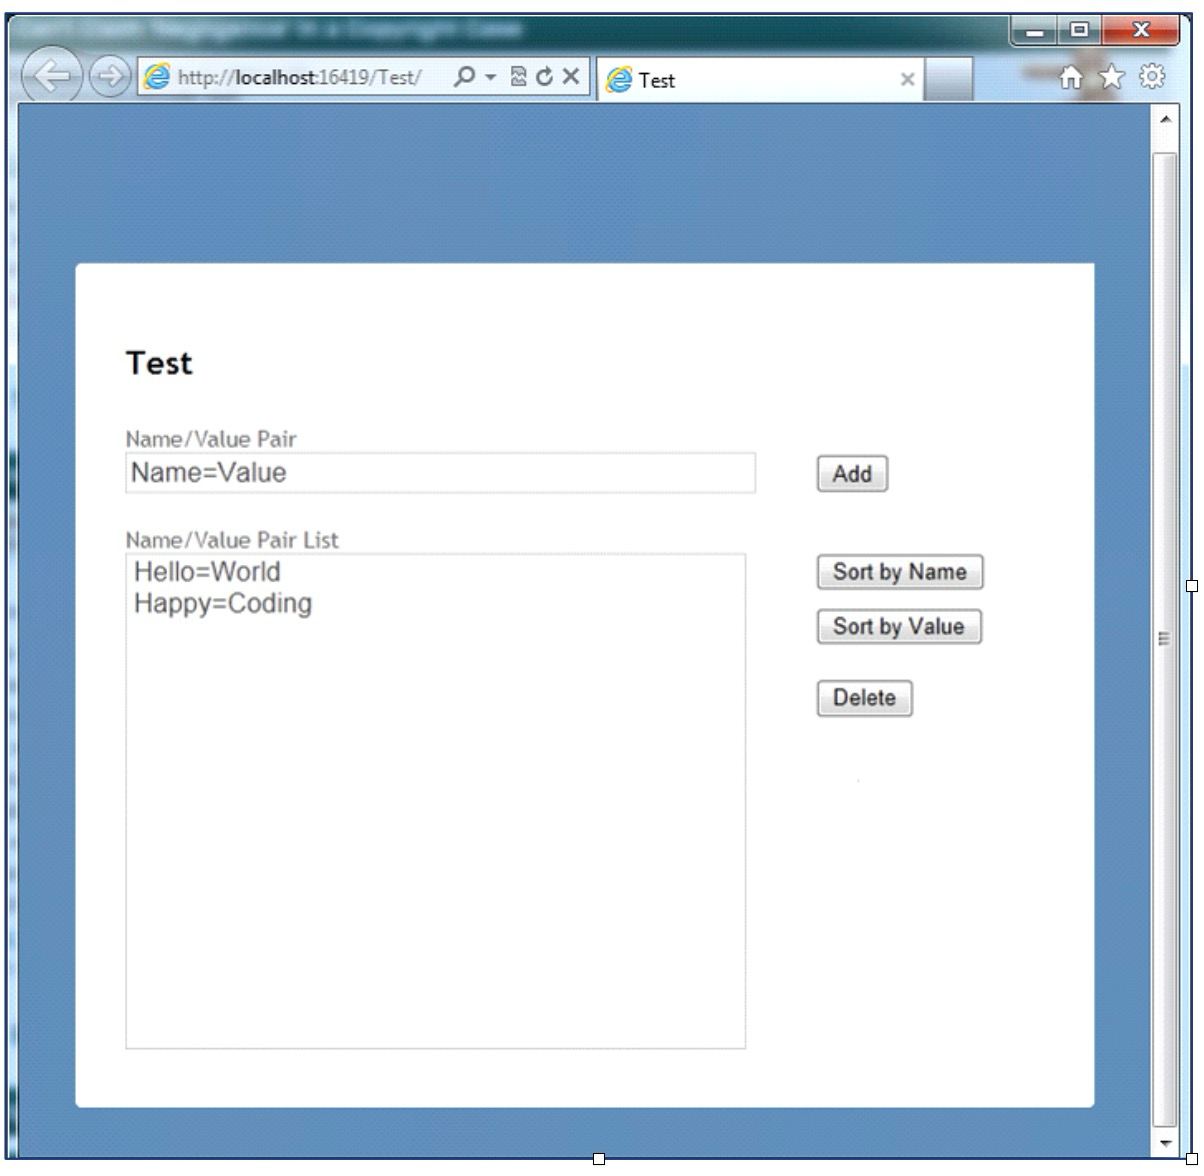 http://localhost:16419/Test/
Test
Test
Name/Value Pair
Name=Value
Add
Name/Value Pair List
Hello=World
Happy=Coding
Sort by Name
Sort by Value
Delete